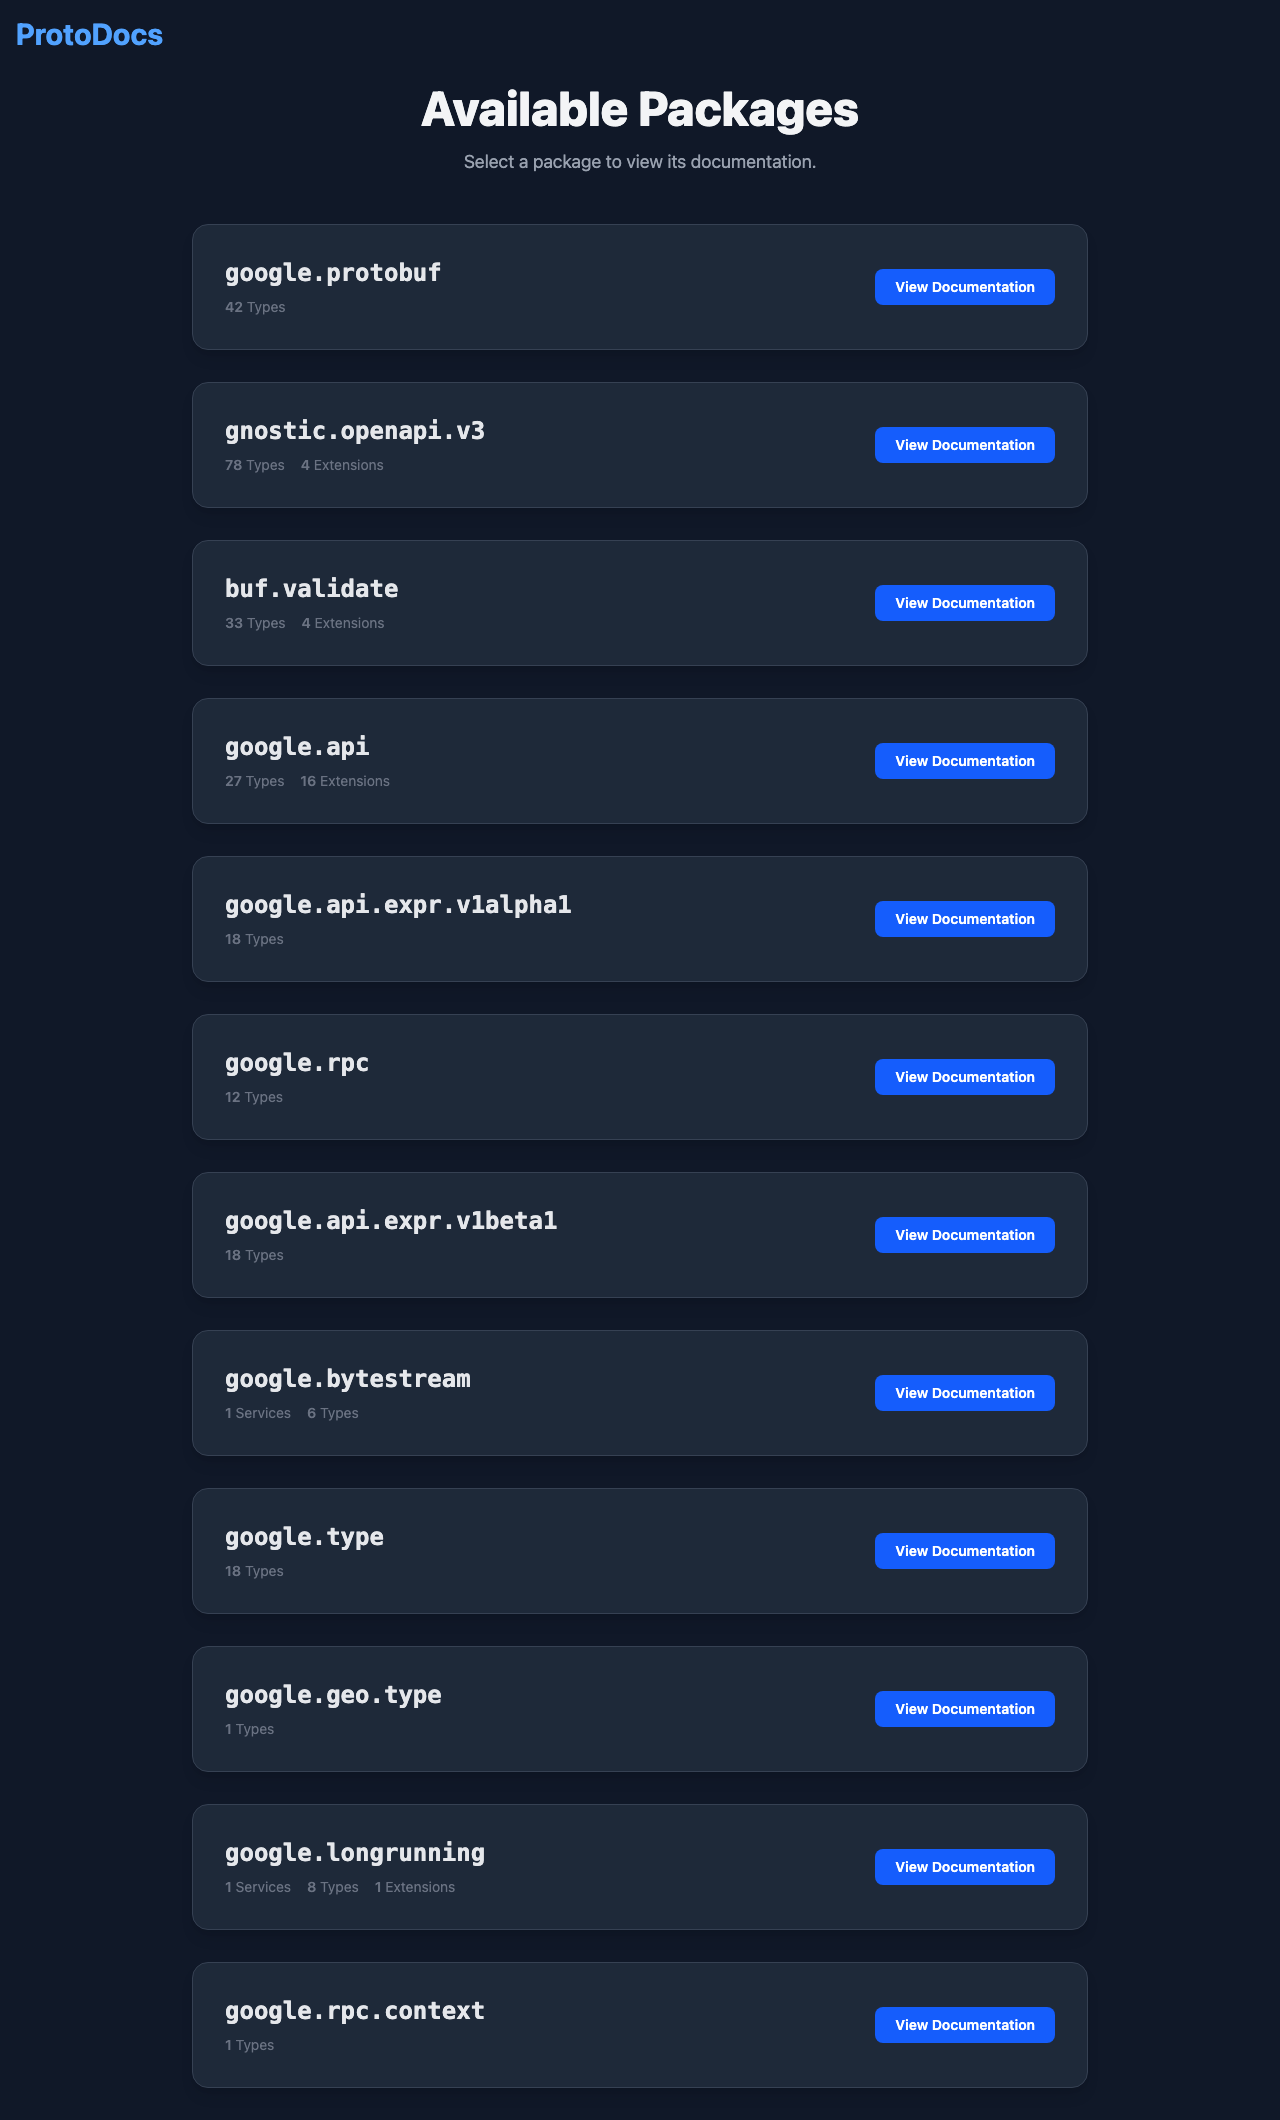 ProtoDocs
Available Packages
Select a package to view its documentation.
google.protobuf
42 Types
View Documentation
gnostic.openapi.v3
78 Types 4 Extensions
View Documentation
buf.validate
33 Types 4 Extensions
View Documentation
google.api
27 Types 16 Extensions
View Documentation
google.api.expr.v1alpha1
18 Types
View Documentation
google.rpc
12 Types
View Documentation
google.api.expr.v1beta1
18 Types
View Documentation
google.bytestream
1 Services 6 Types
View Documentation
google.type
18 Types
View Documentation
google.geo.type
1 Types
View Documentation
google.longrunning
1 Services 8 Types 1 Extensions
View Documentation
google.rpc.context
1 Types
View Documentation